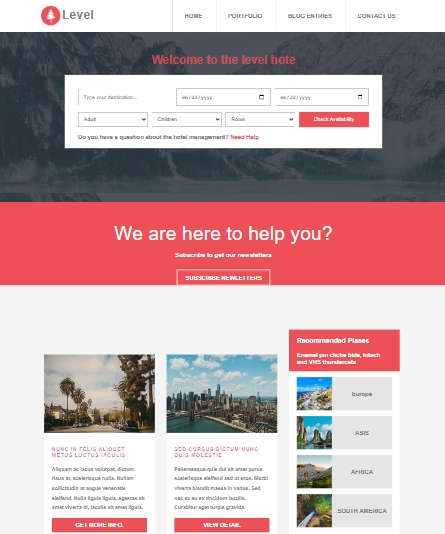 Level
HOME PORTFOLIO BLOG ENTRIES CONTACT US
Welcome to the level hote
Type your destination...
mm/dd/yyyy
mm/dd/yyyy
Adult
Children
Room
Check Availability
Do you have a question about the hotel management? Need Help
We are here to help you?
Subscribe to get our newsletters
SUBSCRIBE NEWLETTERS
Recommended Places
Enamel pin cliche tilde, kitsch
and VHS thundercats
Europe
ASIS
AFRICA
SOUTH AMERICA
NUNC IN FELIS ALIQUET
METUS LUCTUS IACULIS
Aliquam ac lacus volutpat, dictum
risus at, scelerisque nulla. Nullam
sollicitudin at augue venenatis
eleifend. Nulla ligula ligula, egestas sit
amet viverra id, iaculis sit amet ligula.
GET MORE INFO.
SED CURSUS DICTUM NUNC
QUIS MOLESTIE
Pellentesque quis dui sit amet purus
scelerisque eleifend sed ut eros. Morbi
viverra blandit massa in varius. Sed
nec ex eu ex tincidunt iaculis.
Curabitur eget turpis gravida.
VIEW DETAIL